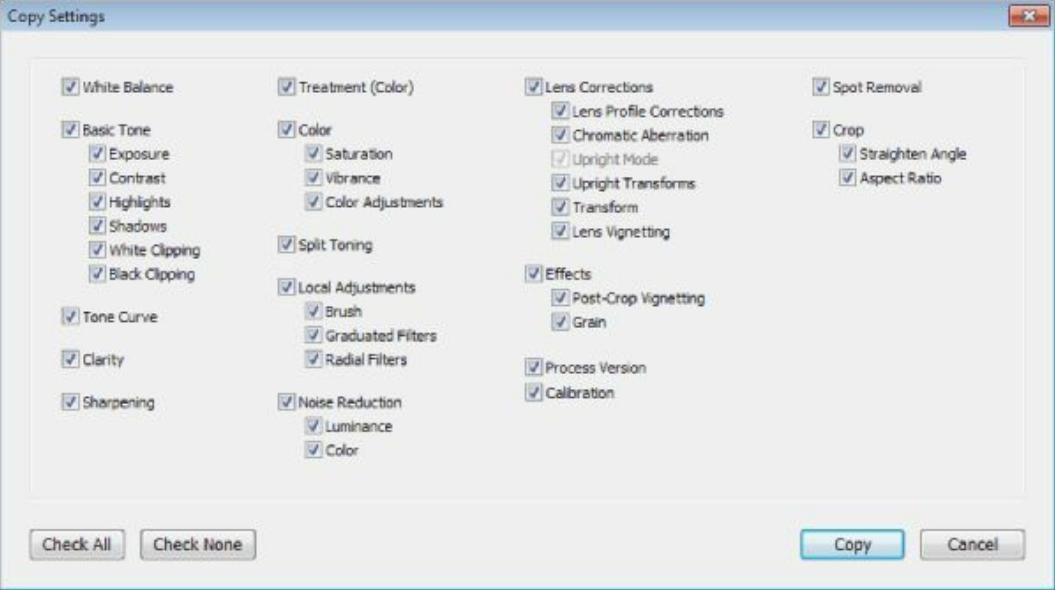 Copy Settings
White Balance
Basic Tone
Exposure
Contrast
Highlights
Shadows
White Clipping
Black Clipping
Tone Curve
Clarity
Sharpening
Treatment (Color)
Color
Saturation
Vibrance
Color Adjustments
Split Toning
Local Adjustments
Brush
Graduated Filters
Radial Filters
Noise Reduction
Luminance
Color
Lens Corrections
Lens Profile Corrections
Chromatic Aberration
Upright Mode
Upright Transforms
Transform
Lens Vignetting
Effects
Post-Crop Vignetting
Grain
Process Version
Calibration
Spot Removal
Crop
Straighten Angle
Aspect Ratio
Check All
Check None
Copy
Cancel